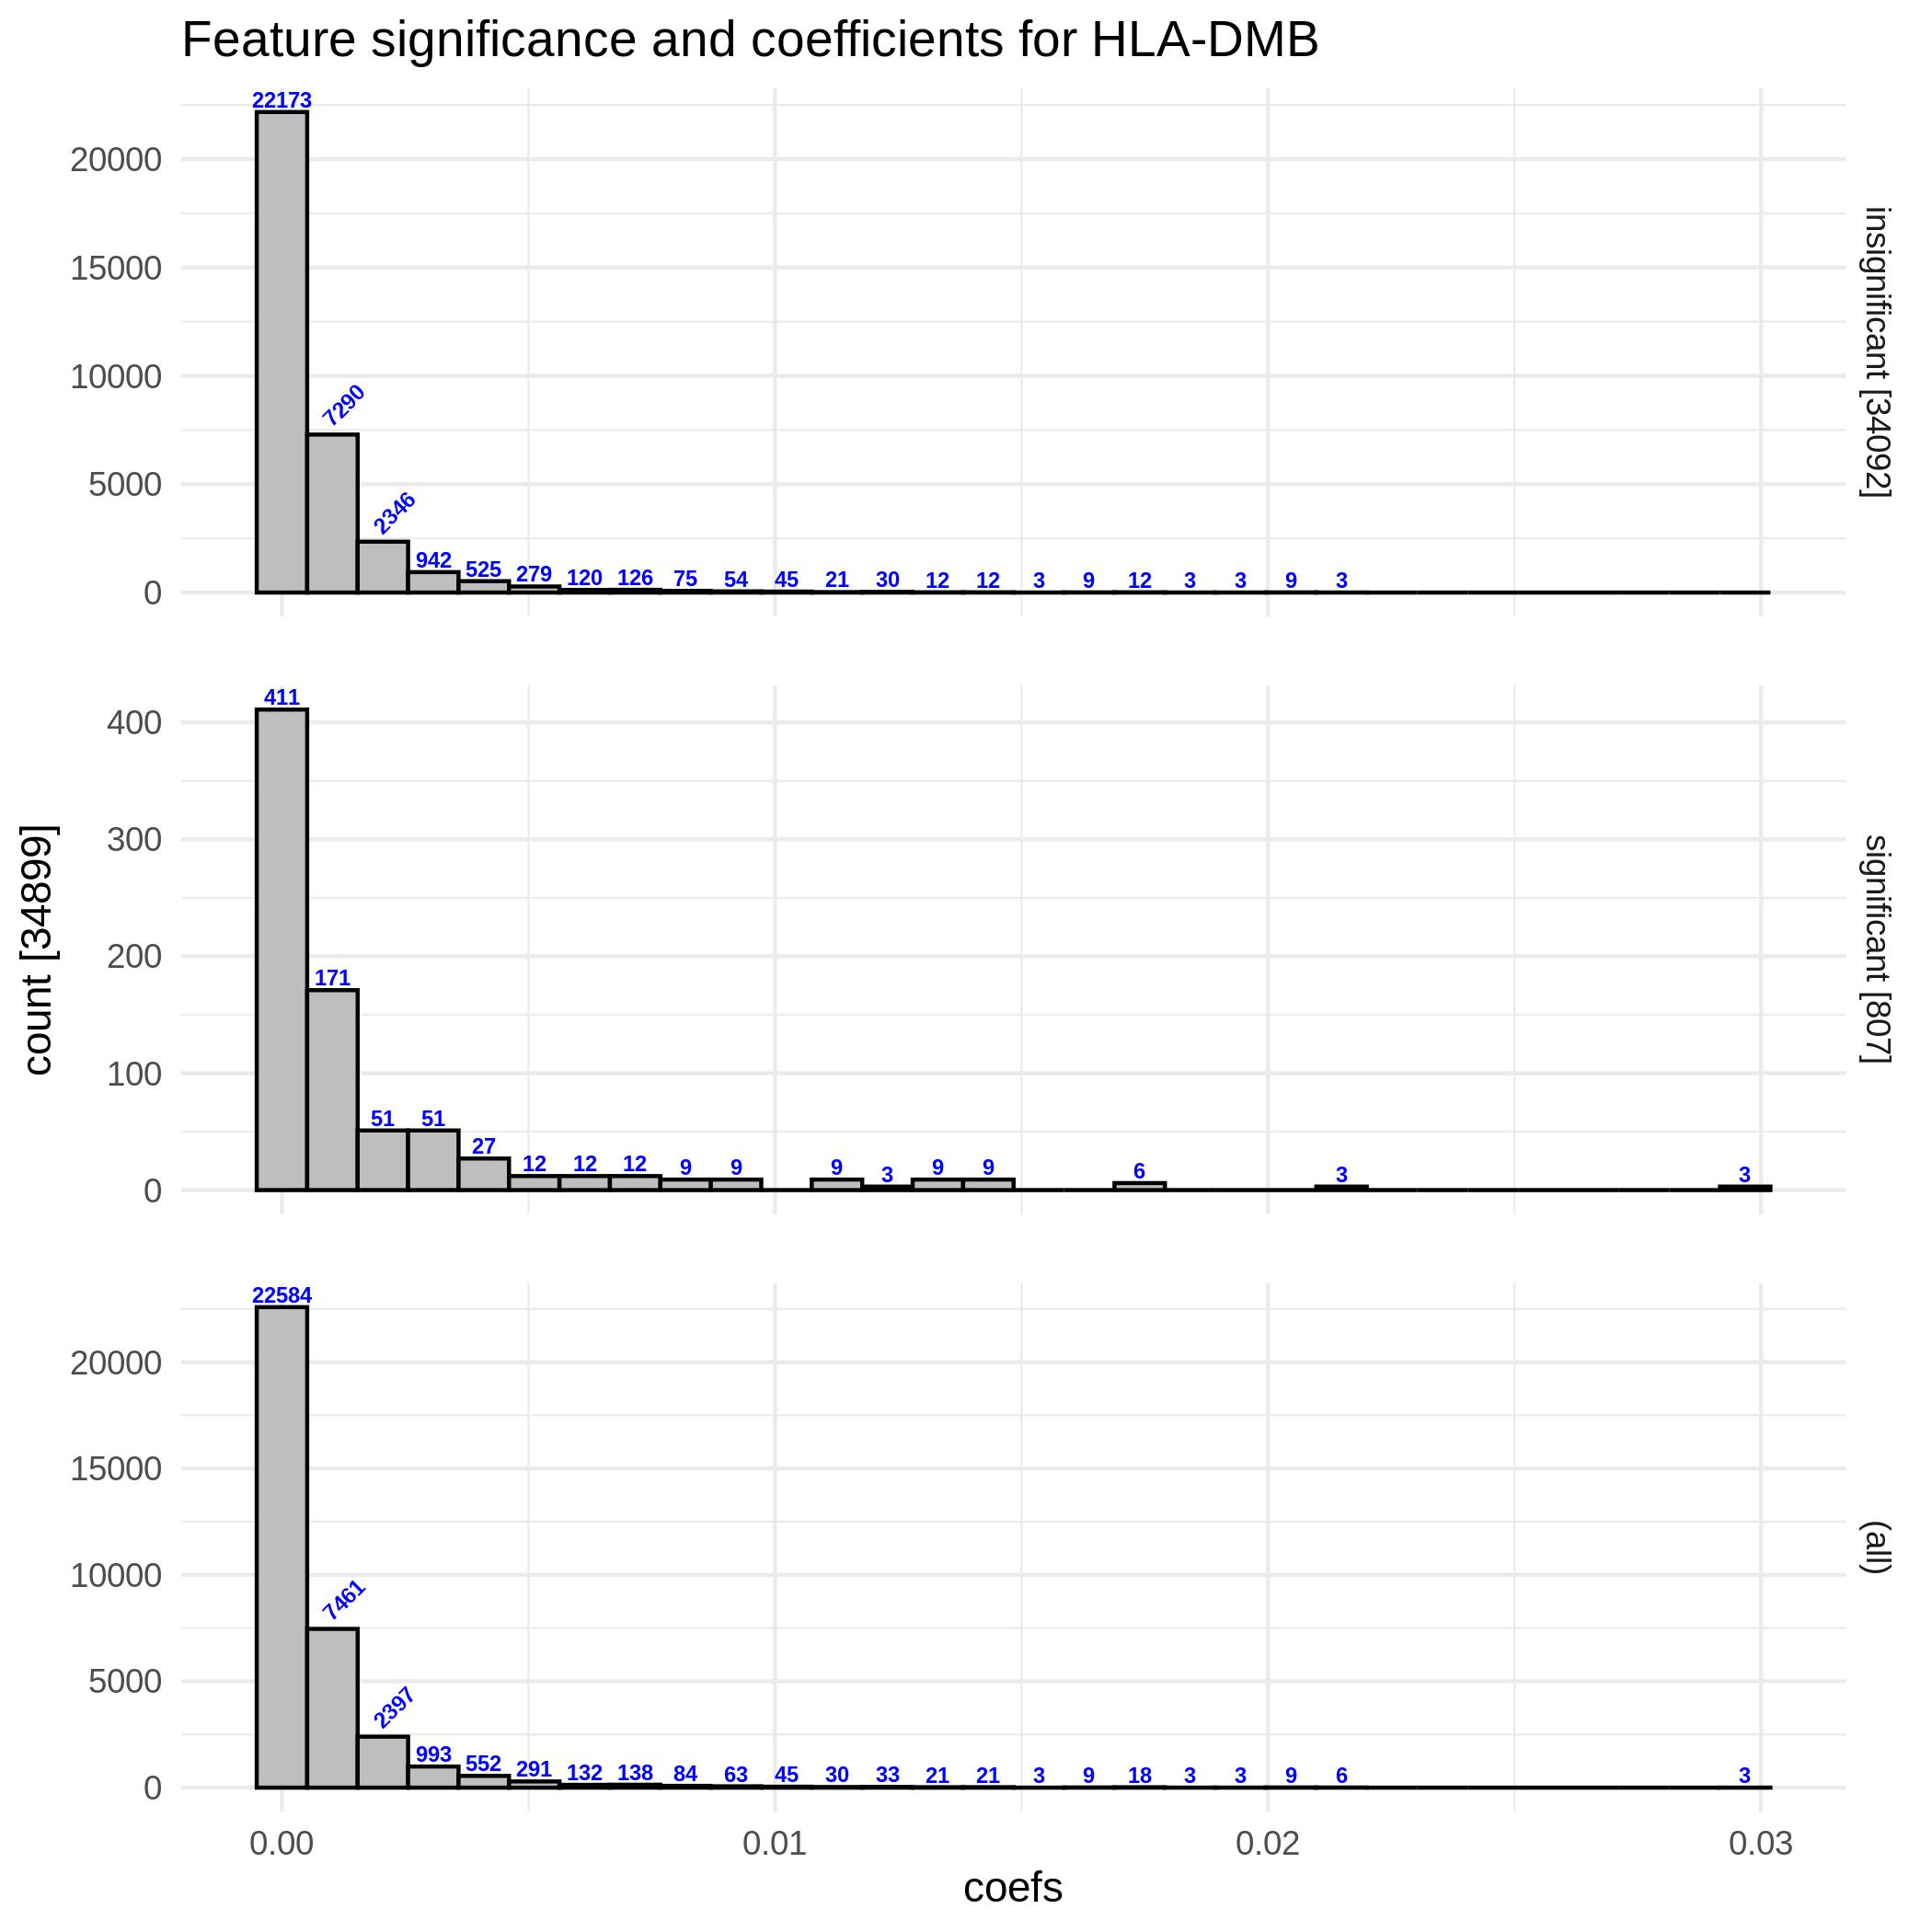 Feature significance and coefficients for HLA-DMB
22173
20000
15000
10000
7290
5000
2346
942 525 279 120 126 75 54 45 21 30 12 12 3 9 12 3 3 9 3
0
insignificant [34092]
411
400
300
200
171
100
51 51
27
12 12 12 9 9 9 3 9 9 6 3 3
0
significant [807]
count [34899]
22584
20000
15000
10000
7461
5000
2397
993 552 291 132 138 84 63 45 30 33 21 21 3 9 18 3 3 9 6 3
0
(all)
0.00 0.01 0.02 0.03
coefs